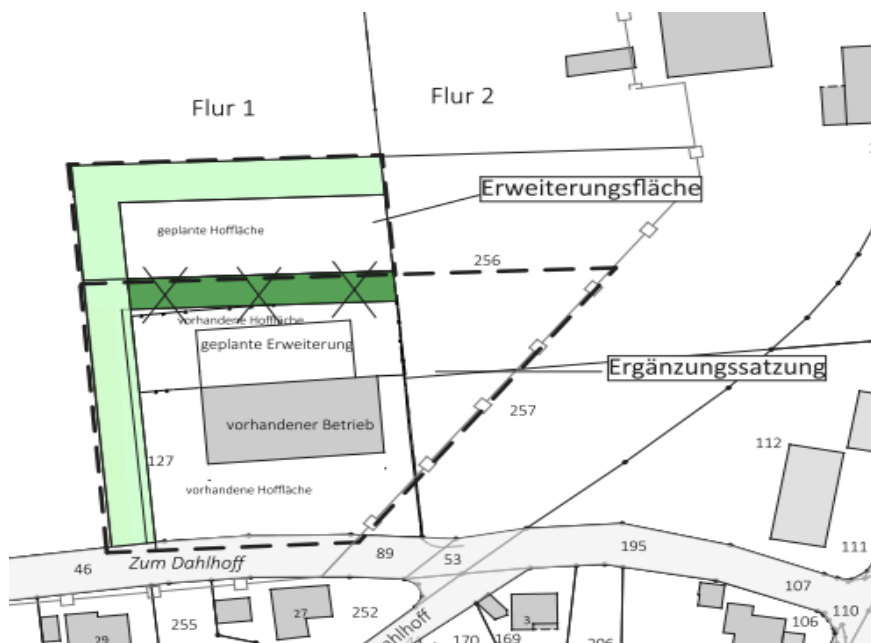 Flur 1
Flur 2
Erweiterungsfläche
geplante Hoffläche
256
vorhandene Hoffläche
geplante Erweiterung
Ergänzungssatzung
257
vorhandener Betrieb
112
127
vorhandene Hoffläche
Zum Dahlhoff
89
53
195
111
46
107
27
252
3
110
255
106
29
170
169